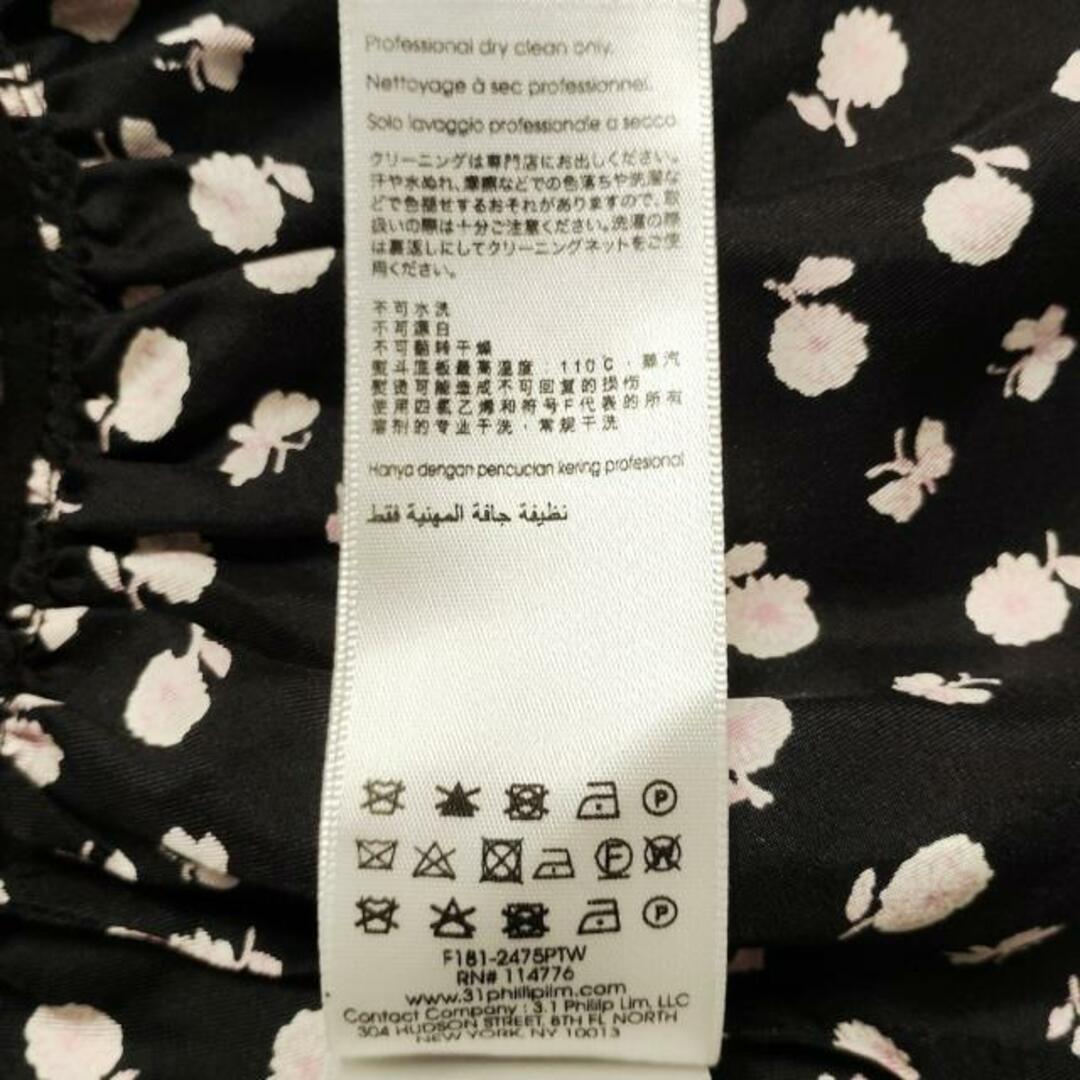 Professional dry clean only.
Nettoyage à sec professionnel.
Solo lavaggio professionale a secco.
クリーニングは専門店にお出しください。
汗や水ぬれ、摩擦などでの色落ちや洗濯な
どで色褪せするおそれがありますので、取
扱いの際は十分ご注意ください。洗濯の際
は裏返しにしてクリーニングネットをご使
用ください。
不可水洗
不可漂白
不可翻转干燥
熨斗底板最高温度：110C，蒸汽
熨烫可能造成不可回复的损伤
使用四氯乙烯和符号F代表的所有
溶剂的专业干洗，常规干洗
Hanya dengan pencucian kering profesional
نظيفة جافة المهنية فقط
P
F W
P
F181-2475PTW
RN# 114776
www.31philliplim.com
Contact Company : 3.1 Phillip Lim, LLC
304 HUDSON STREET, 8TH FL NORTH
NEW YORK, NY 10013